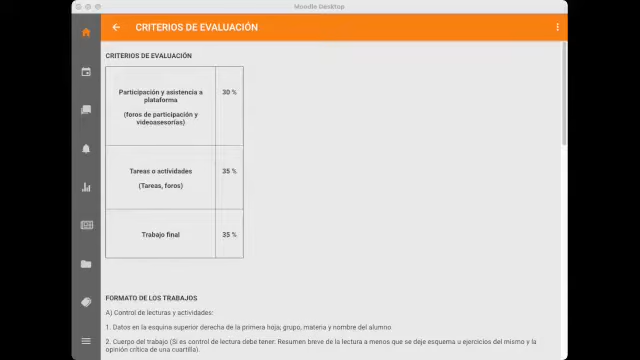 Moodle Desktop
CRITERIOS DE EVALUACIÓN
CRITERIOS DE EVALUACIÓN
Participación y asistencia a
plataforma
30 %
(foros de participación y
videoasesorías)
Tareas o actividades
35 %
(Tareas, foros)
Trabajo final
35 %
FORMATO DE LOS TRABAJOS
A) Control de lecturas y actividades:
1. Datos en la esquina superior derecha de la primera hoja; grupo, materia y nombre del alumno
2. Cuerpo del trabajo (Si es control de lectura debe tener: Resumen breve de la lectura a menos que se deje esquema u ejercicios del mismo y la
opinión crítica de una cuartilla).